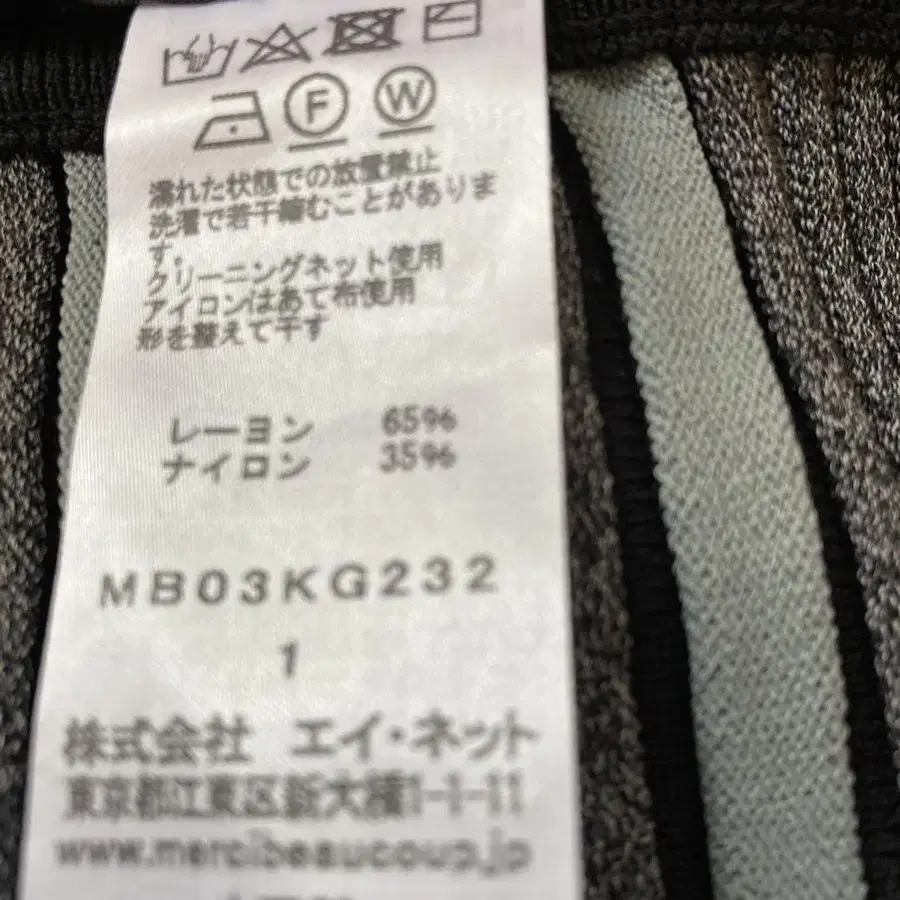 F W
濡れた状態での放置禁止
洗濯で若干縮むことがありま
す。
クリーニングネット使用
アイロンはあて布使用
形を整えて干す
レーヨン 65%
ナイロン 35%
MB03KG232
1
株式会社 エイ・ネット
東京都江東区新大橋1-1-11
www.mercibeaucoup.jp